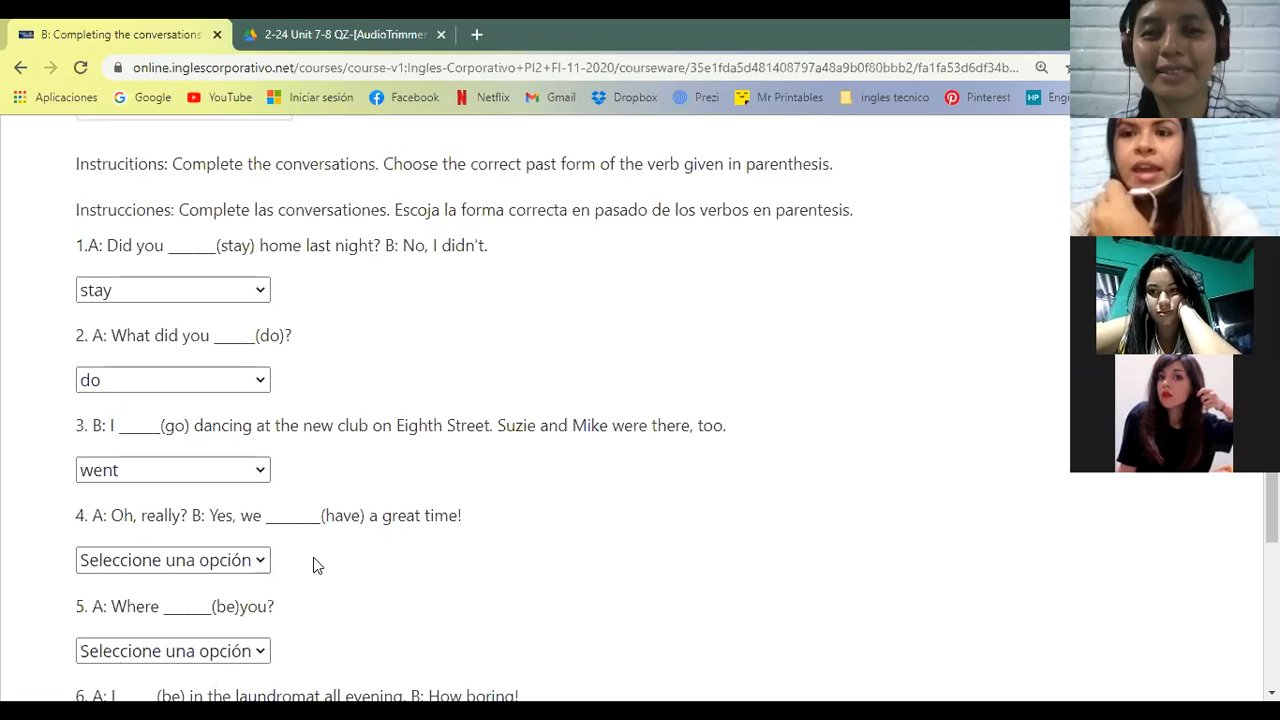 B: Completing the conversations
2-24 Unit 7-8 QZ-[AudioTrimmer
online.inglescorporativo.net/courses/course-v1:Ingles-Corporativo+PI2+FI-11-2020/courseware/35e1fda5d481408797a48a9b0f80bbb2/fa1fa53d6df34b...
Aplicaciones Google YouTube Iniciar sesión Facebook Netflix Gmail Dropbox Prezi Mr Printables ingles tecnico Pinterest Eng
Instrucitions: Complete the conversations. Choose the correct past form of the verb given in parenthesis.
Instrucciones: Complete las conversationes. Escoja la forma correcta en pasado de los verbos en parentesis.
1.A: Did you ______(stay) home last night? B: No, I didn't.
stay
2. A: What did you _____(do)?
do
3. B: I _____(go) dancing at the new club on Eighth Street. Suzie and Mike were there, too.
went
4. A: Oh, really? B: Yes, we _______(have) a great time!
Seleccione una opción
5. A: Where ______(be)you?
Seleccione una opción
6. A: I _____(be) in the laundromat all evening. B: How boring!